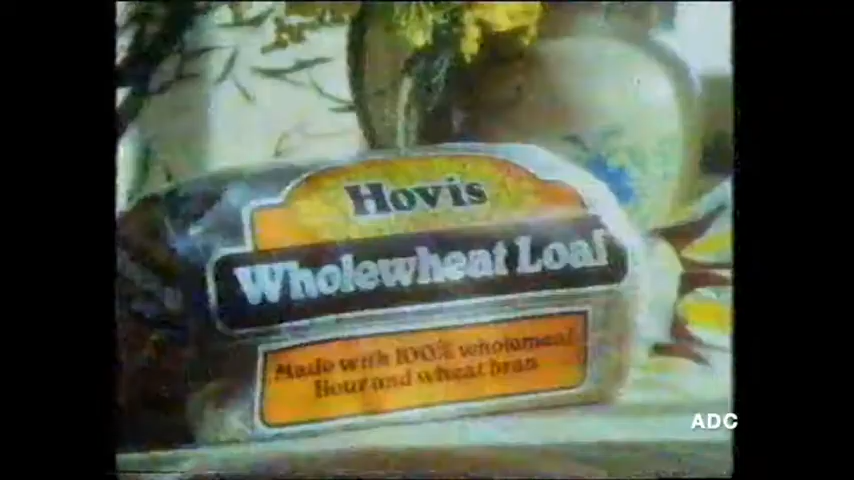 Hovis
Wholewheat Loaf
Made with 100% wholemeal
flour and wheat bran
ADC